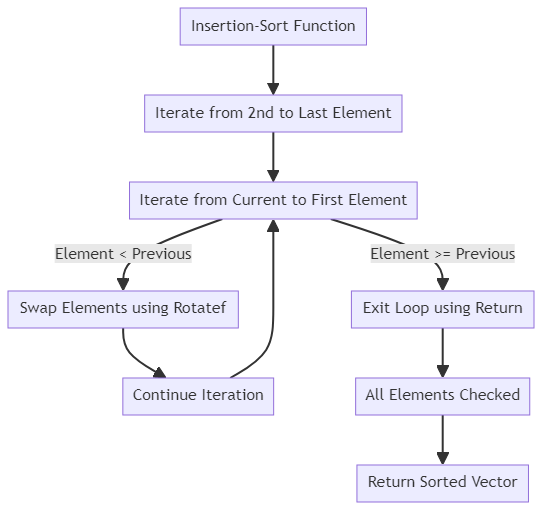 Insertion-Sort Function
Iterate from 2nd to Last Element
Iterate from Current to First Element
Element < Previous
Element >= Previous
Swap Elements using Rotatef
Exit Loop using Return
Continue Iteration
All Elements Checked
Return Sorted Vector